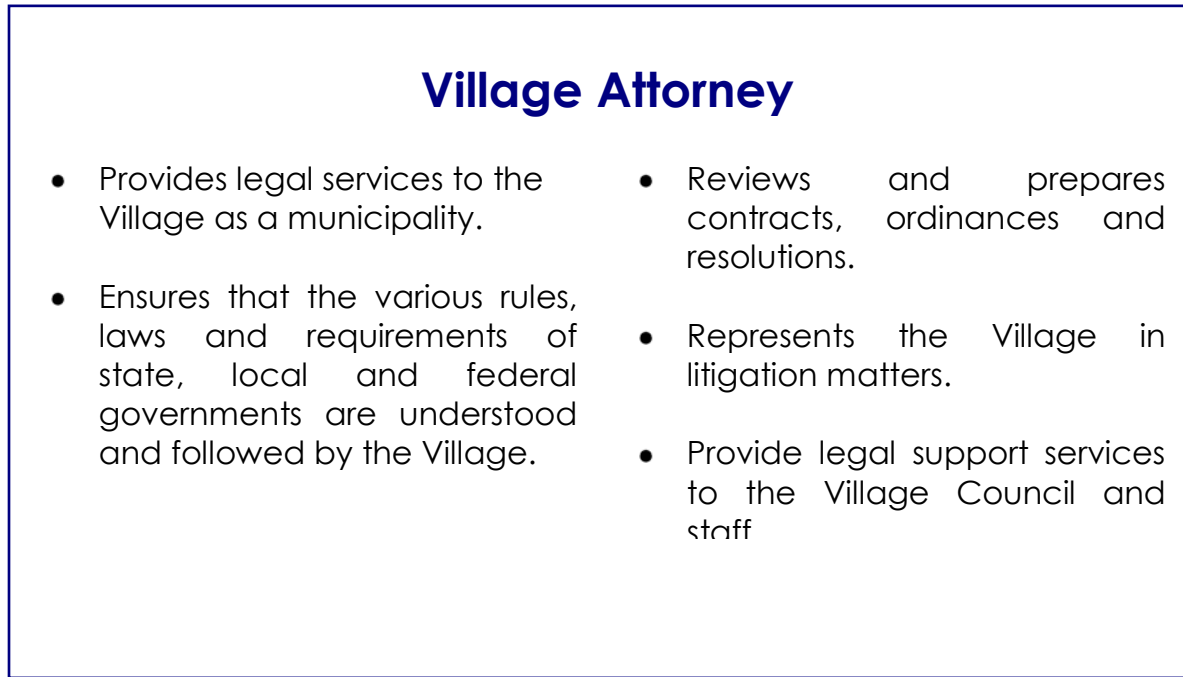 Village Attorney
• Provides legal services to the
Village as a municipality.
• Ensures that the various rules,
laws and requirements of
state, local and federal
governments are understood
and followed by the Village.
• Reviews and prepares
contracts, ordinances and
resolutions.
• Represents the Village in
litigation matters.
• Provide legal support services
to the Village Council and
staff